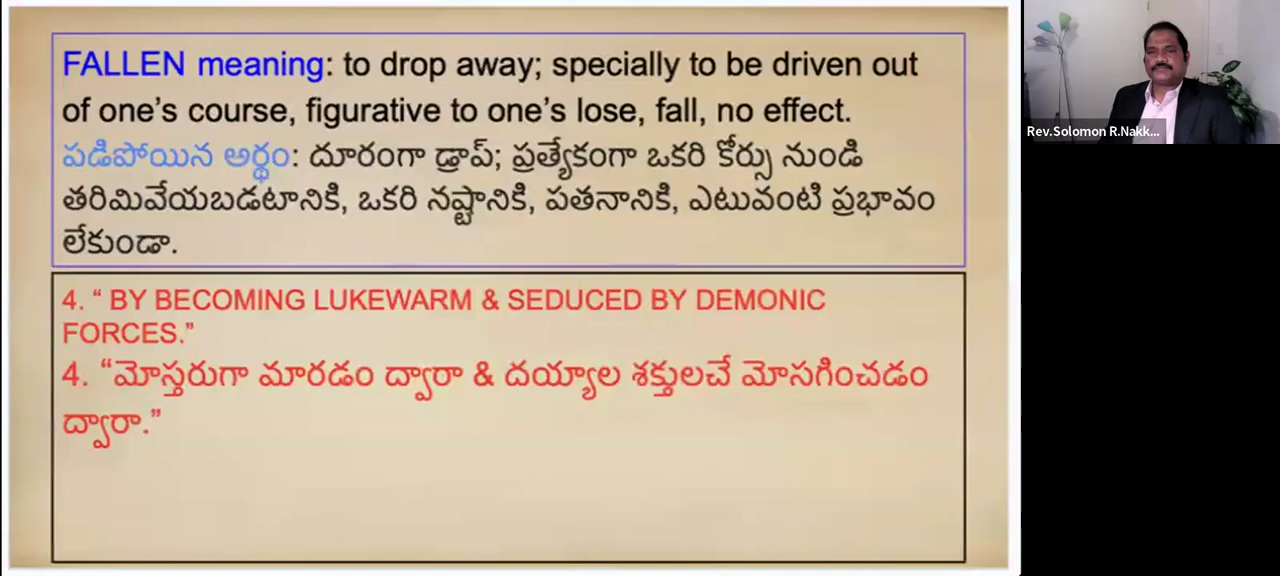 FALLEN meaning: to drop away; specially to be driven out
of one's course, figurative to one's lose, fall, no effect.
పడిపోయిన అర్థం: దూరంగా డ్రాప్; ప్రత్యేకంగా ఒకరి కోర్సు నుండి
తరిమివేయబడటానికి, ఒకరి నష్టానికి, పతనానికి, ఎటువంటి ప్రభావం
లేకుండా.
4. “ BY BECOMING LUKEWARM & SEDUCED BY DEMONIC
FORCES.”
4. “మోస్తరుగా మారడం ద్వారా & దయ్యాల శక్తులచే మోసగించడం
ద్వారా.”
Rev.Solomon R.Nakk...